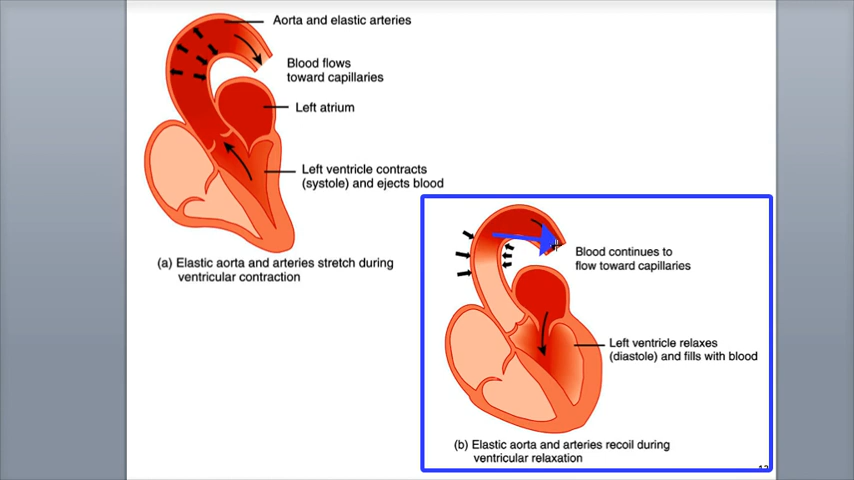 Aorta and elastic arteries
Blood flows
toward capillaries
Left atrium
Left ventricle contracts
(systole) and ejects blood
(a) Elastic aorta and arteries stretch during
ventricular contraction
Blood continues to
flow toward capillaries
Left ventricle relaxes
(diastole) and fills with blood
(b) Elastic aorta and arteries recoil during
ventricular relaxation